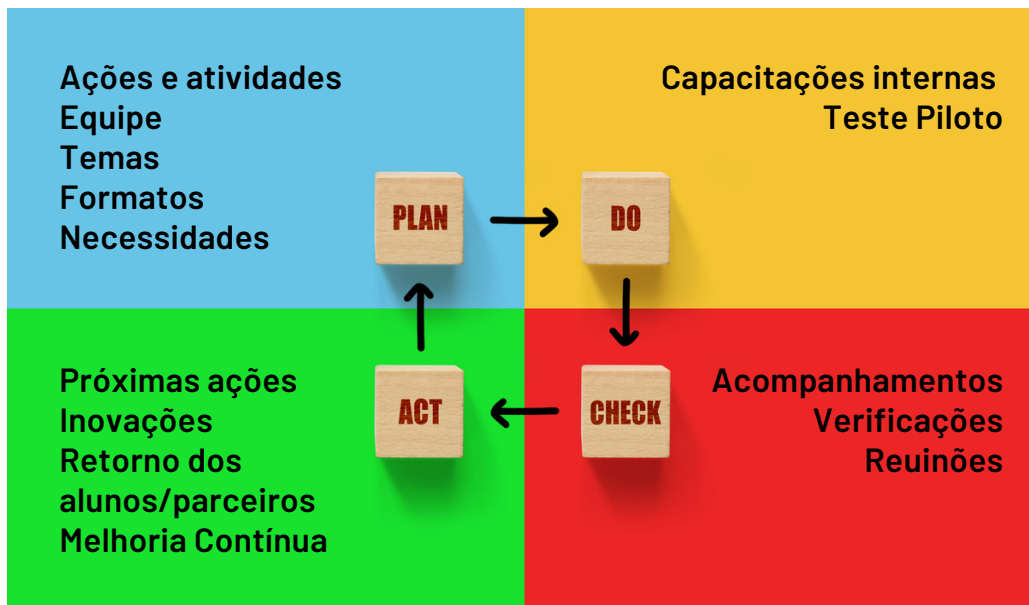 Ações e atividades
Equipe
Temas
Formatos
Necessidades
PLAN
Capacitações internas
Teste Piloto
DO
Próximas ações
Inovações
Retorno dos
alunos/parceiros
Melhoria Contínua
ACT
Acompanhamentos
Verificações
Reuinões
CHECK